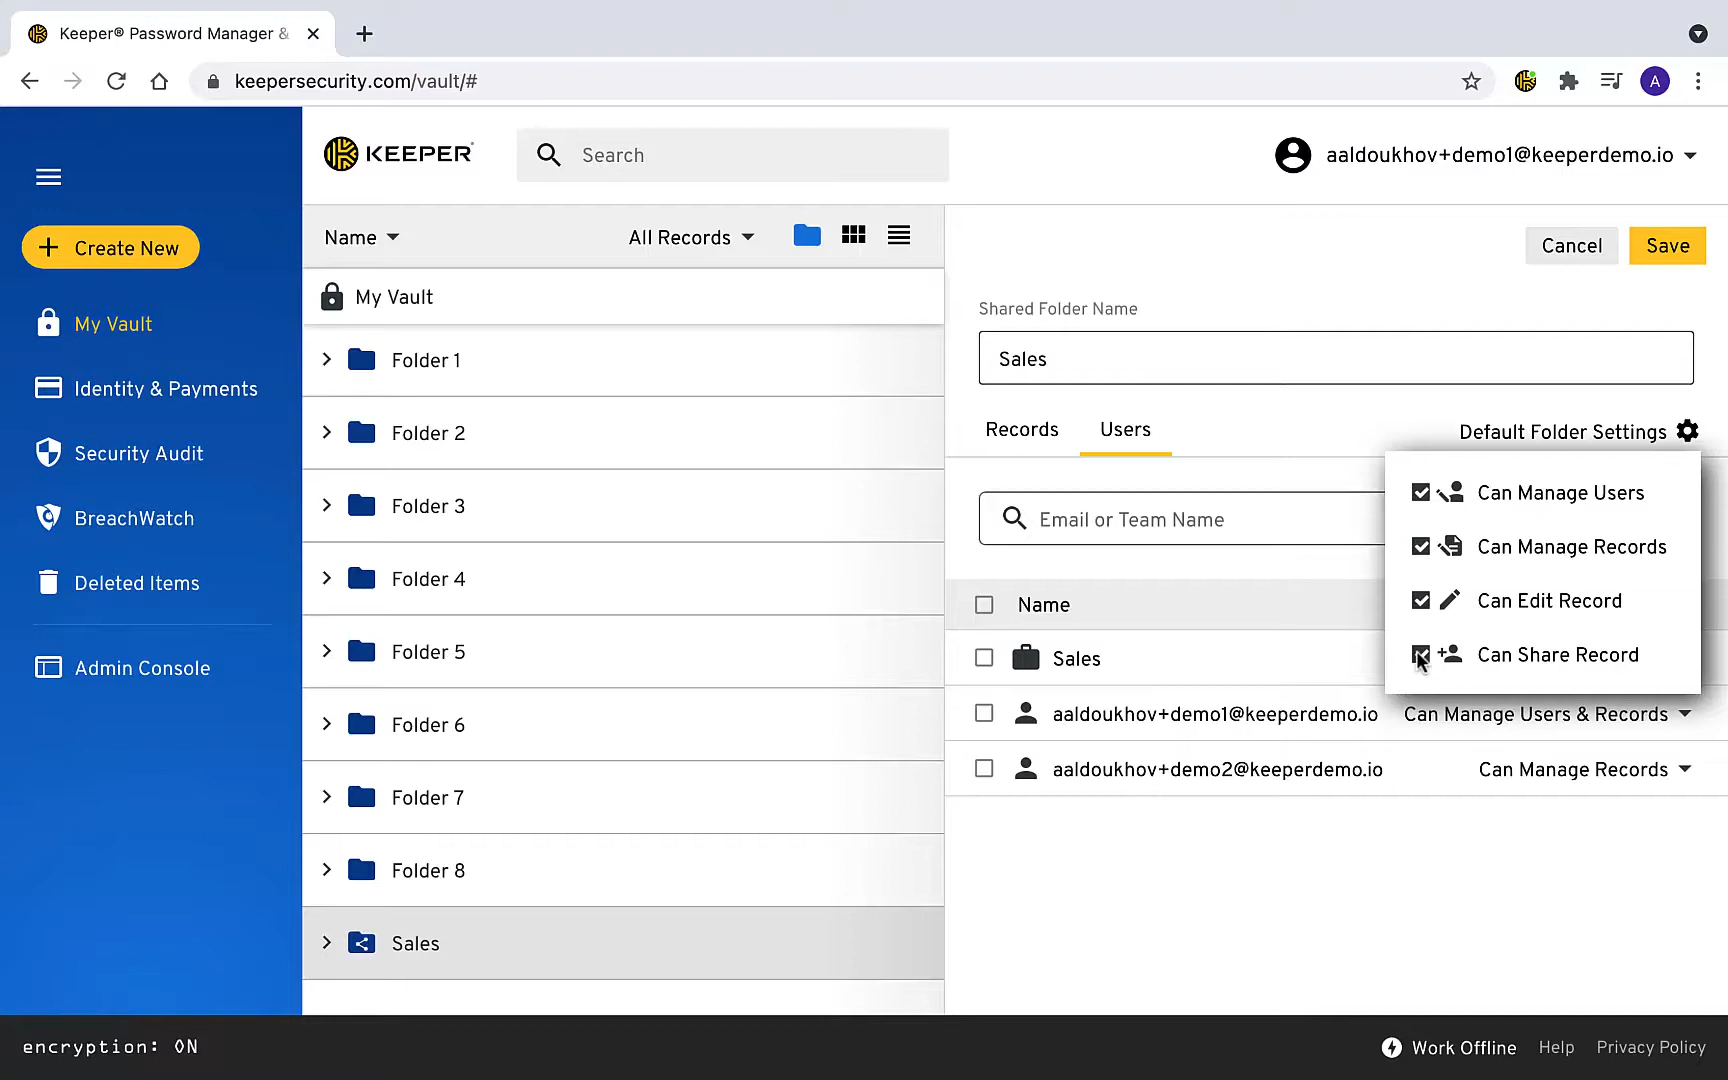 Keeper® Password Manager &
keepersecurity.com/vault/#
A
KEEPER
Search
aaldoukhov+demo1@keeperdemo.io
Create New
My Vault
Identity & Payments
Security Audit
BreachWatch
Deleted Items
Admin Console
Name
All Records
My Vault
Folder 1
Folder 2
Folder 3
Folder 4
Folder 5
Folder 6
Folder 7
Folder 8
Sales
Cancel
Save
Shared Folder Name
Sales
Records
Users
Default Folder Settings
Can Manage Users
Can Manage Records
Can Edit Record
Can Share Record
Email or Team Name
Name
Sales
aaldoukhov+demo1@keeperdemo.io Can Manage Users & Records
aaldoukhov+demo2@keeperdemo.io Can Manage Records
encryption: ON
Work Offline
Help
Privacy Policy